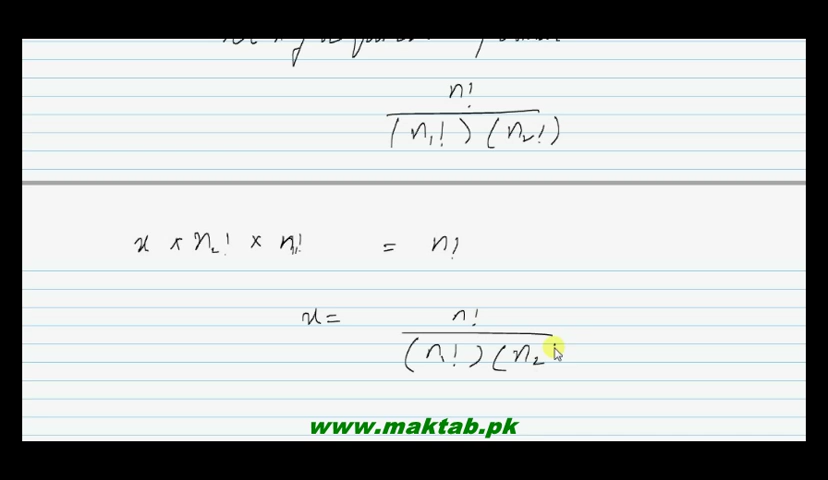 n!
(n₁!) (n₂!)
x × n₂! × n₁! = n!
x = n!
(n₁!) (n₂
www.maktab.pk